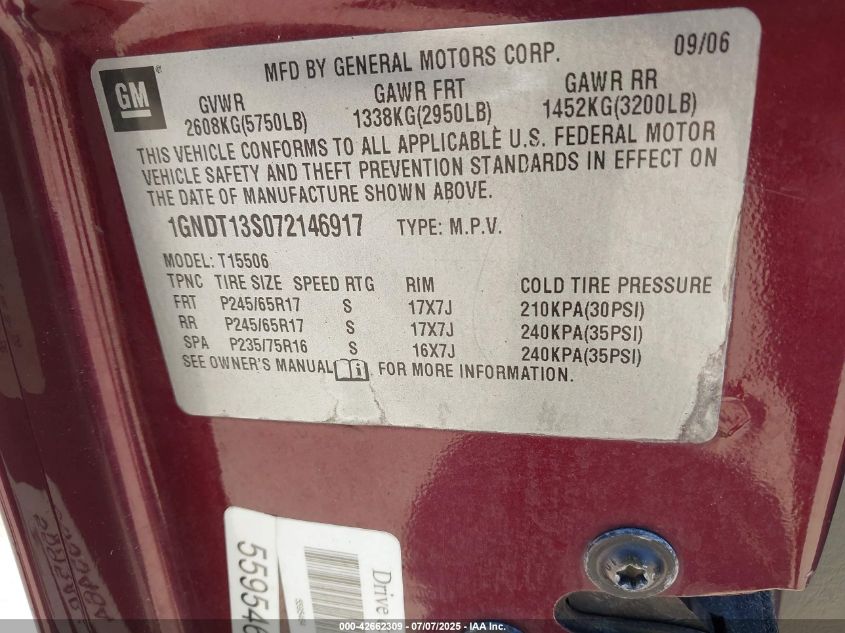 MFD BY GENERAL MOTORS CORP. 09/06
GM
GVWR GAWR FRT GAWR RR
2608KG(5750LB) 1338KG(2950LB) 1452KG(3200LB)
THIS VEHICLE CONFORMS TO ALL APPLICABLE U.S. FEDERAL MOTOR
VEHICLE SAFETY AND THEFT PREVENTION STANDARDS IN EFFECT ON
THE DATE OF MANUFACTURE SHOWN ABOVE.
1GNDT13S072146917 TYPE: M.P.V.
MODEL: T15506
TPNC TIRE SIZE SPEED RTG RIM COLD TIRE PRESSURE
FRT P245/65R17 S 17X7J 210KPA(30PSI)
RR P245/65R17 S 17X7J 240KPA(35PSI)
SPA P235/75R16 S 16X7J 240KPA(35PSI)
SEE OWNER'S MANUAL FOR MORE INFORMATION.
Drive
000-42662309 - 07/07/2025 - IAA Inc.